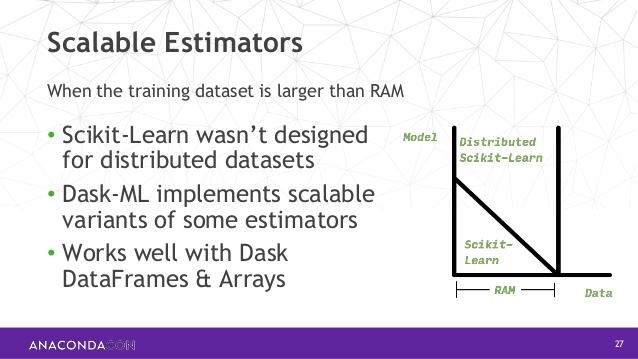 Scalable Estimators
When the training dataset is larger than RAM
• Scikit-Learn wasn’t designed
for distributed datasets
• Dask-ML implements scalable
variants of some estimators
• Works well with Dask
DataFrames & Arrays
Model
Distributed
Scikit-Learn
Scikit-
Learn
RAM
Data
ANACONDACON
27